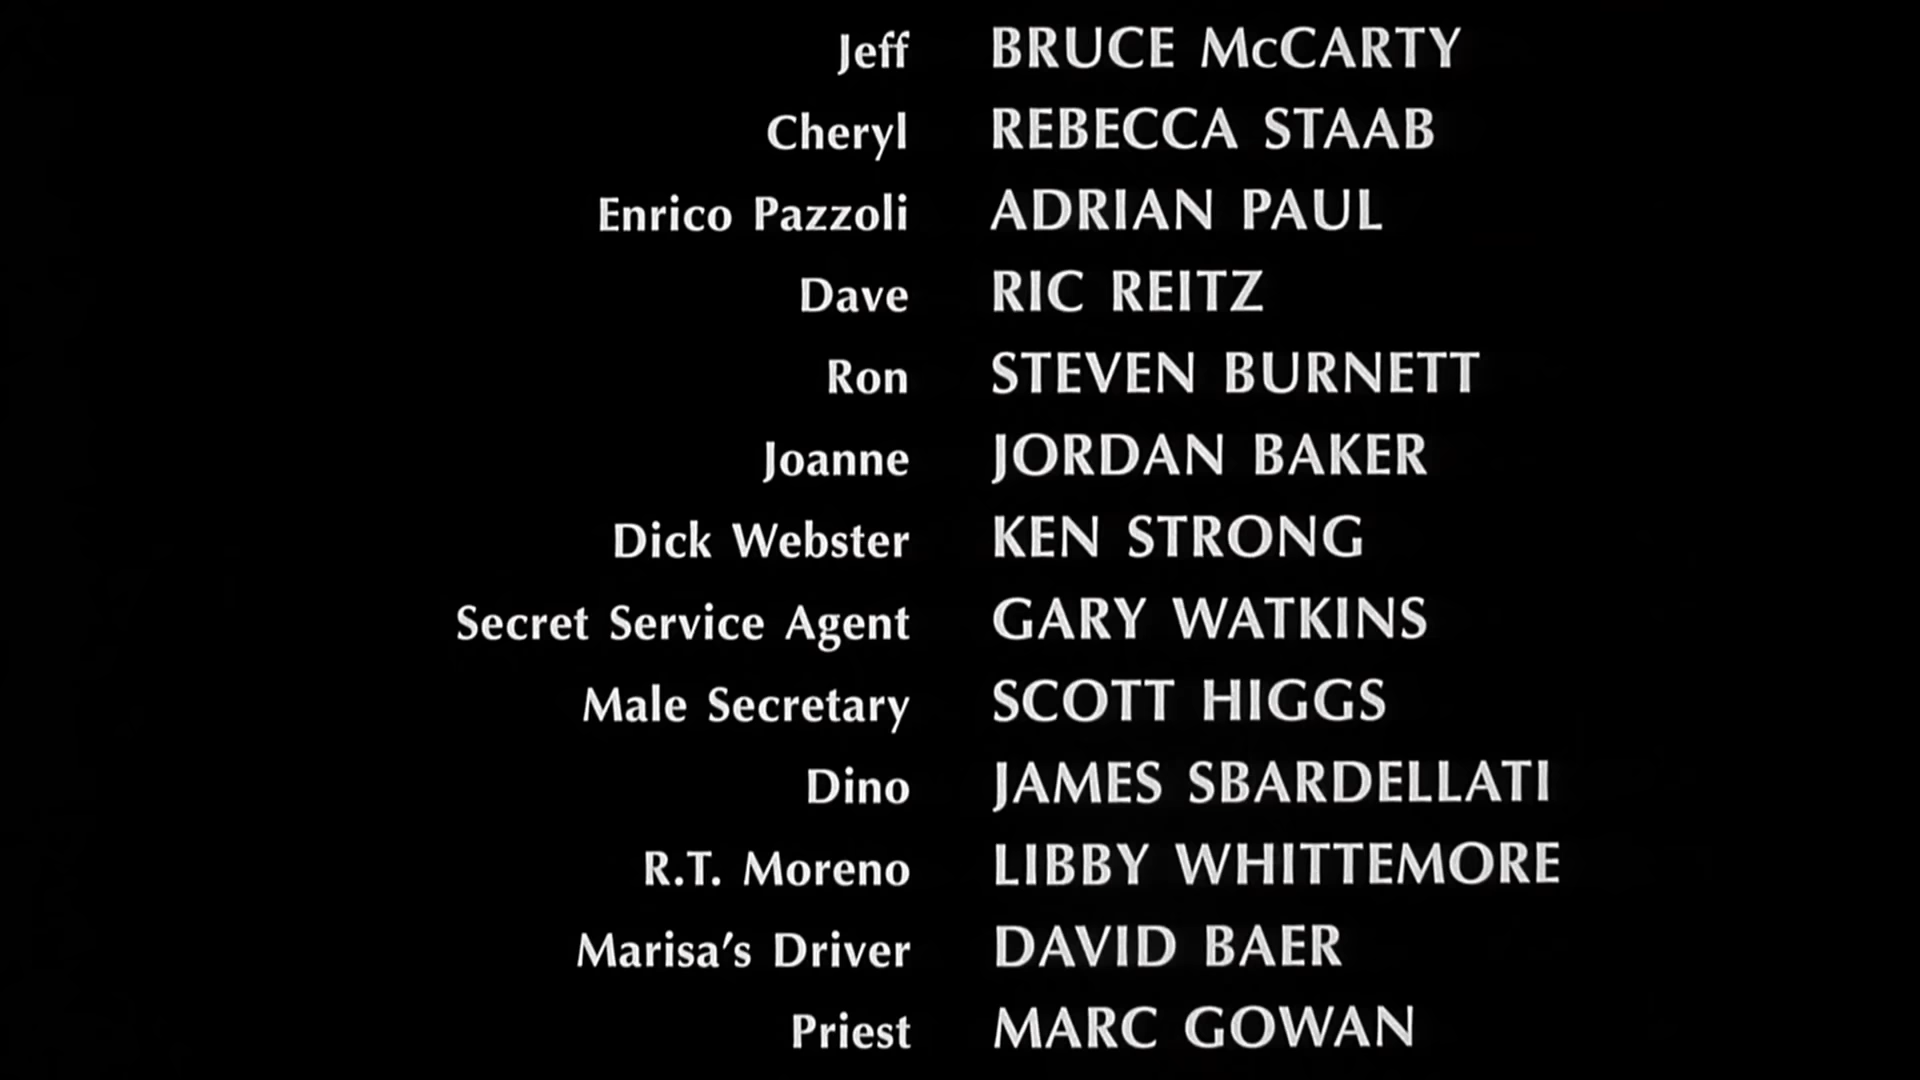 Jeff BRUCE McCARTY
Cheryl REBECCA STAAB
Enrico Pazzoli ADRIAN PAUL
Dave RIC REITZ
Ron STEVEN BURNETT
Joanne JORDAN BAKER
Dick Webster KEN STRONG
Secret Service Agent GARY WATKINS
Male Secretary SCOTT HIGGS
Dino JAMES SBARDELLATI
R.T. Moreno LIBBY WHITTEMORE
Marisa's Driver DAVID BAER
Priest MARC GOWAN